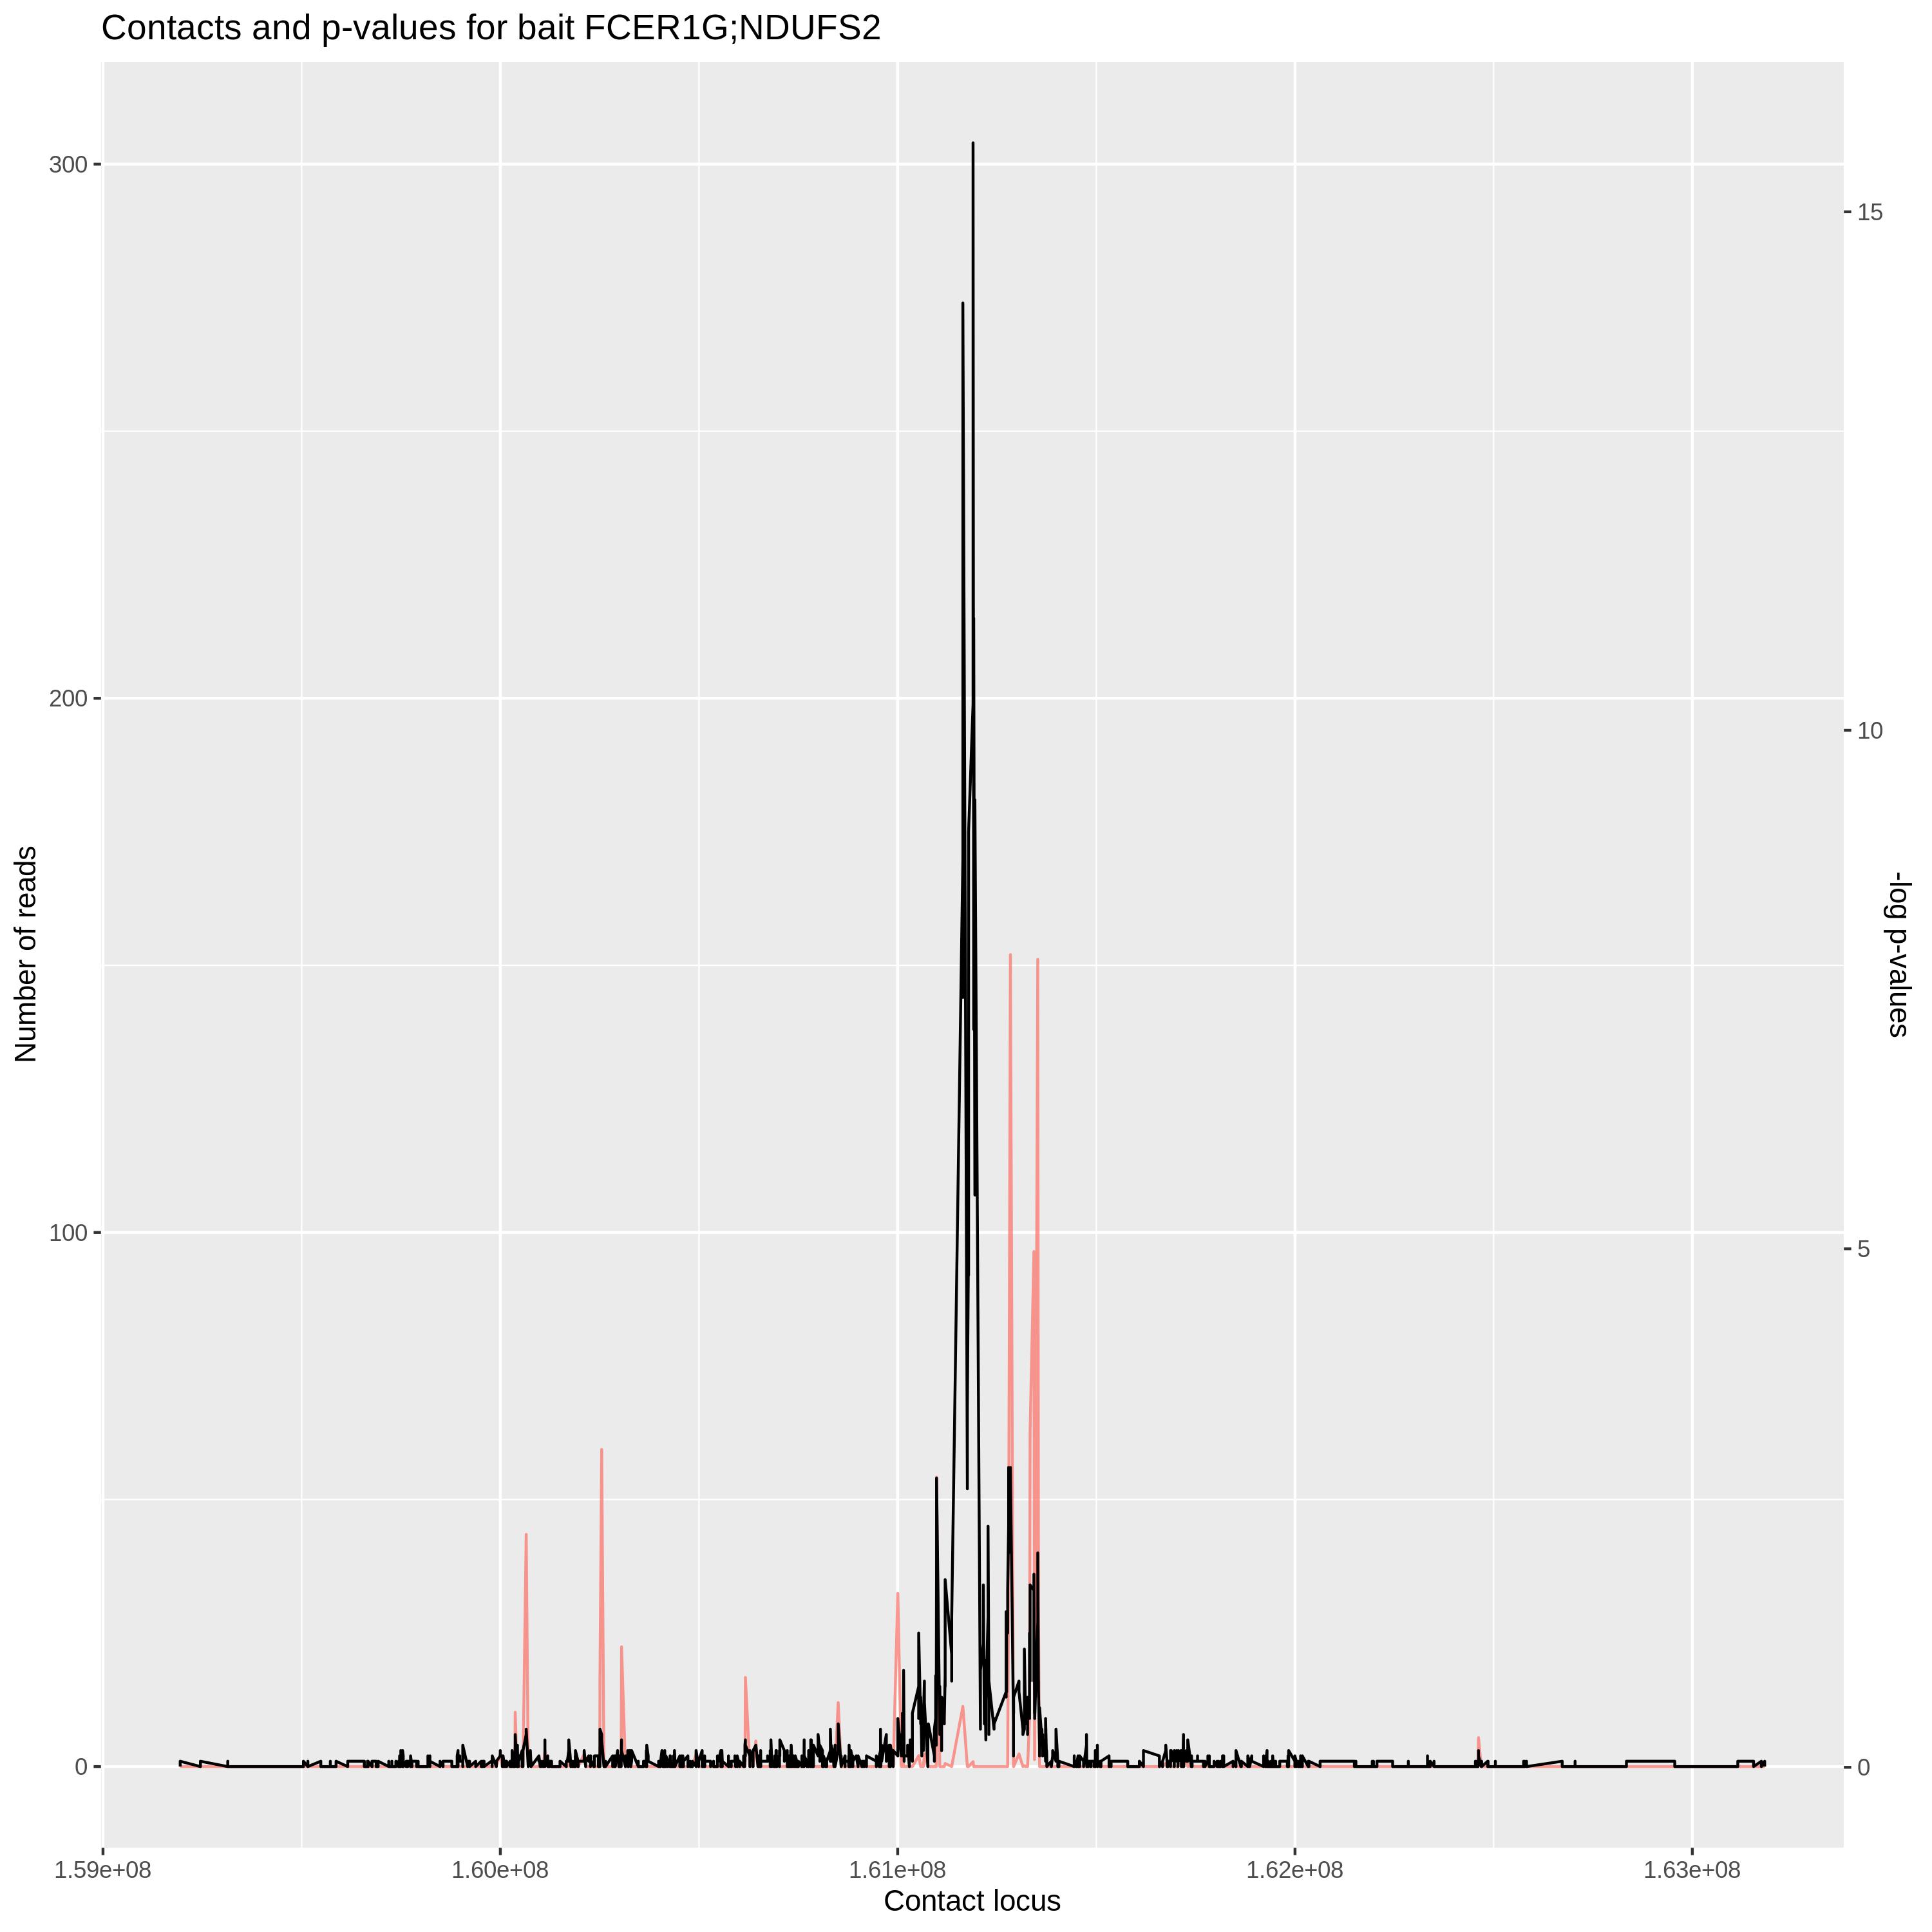 Contacts and p-values for bait FCER1G;NDUFS2
300
200
100
0
Number of reads
15
10
5
0
-log p-values
1.59e+08
1.60e+08
1.61e+08
1.62e+08
1.63e+08
Contact locus